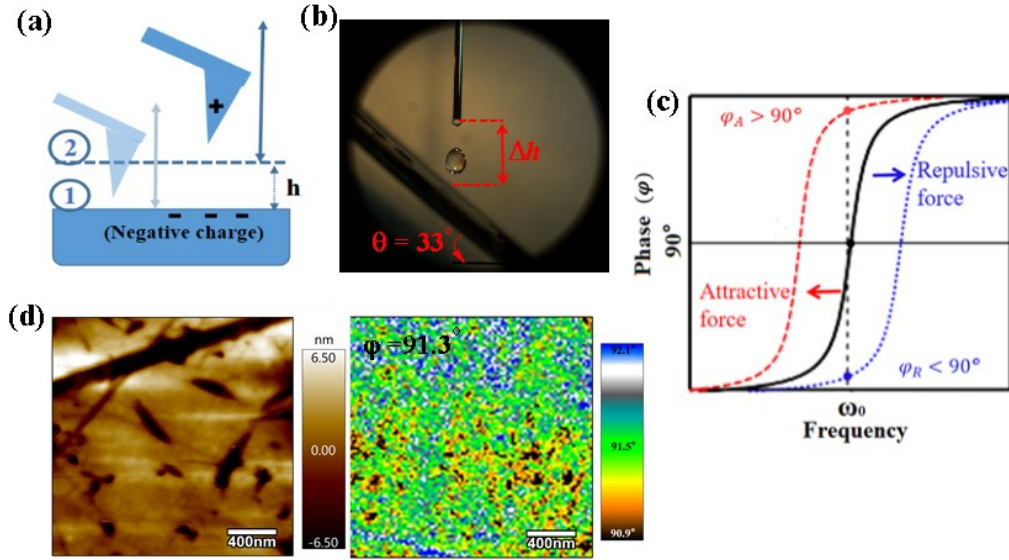 (a)
+
2
1
h
- - -
(Negative charge)
(b)
Δh
θ = 33°
(c)
φA > 90°
Repulsive
force
Attractive
force
φR < 90°
Phase (φ)
90°
ω0
Frequency
(d)
400nm
nm
6.50
0.00
-6.50
φ =91.3°
400nm
92.1°
91.5°
90.9°